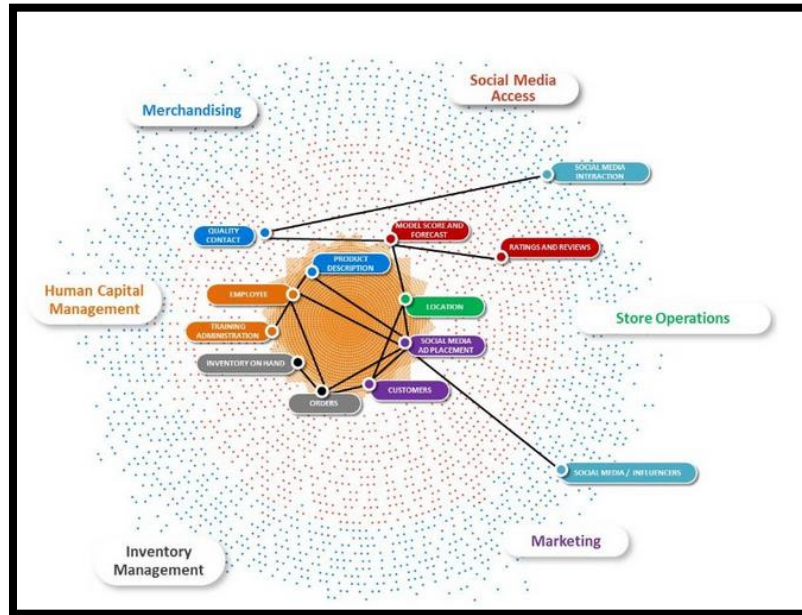 Social Media
Access
Merchandising
SOCIAL MEDIA
INTERACTION
QUALITY
CONTACT
MODEL SCORE AND
FORECAST
RATINGS AND REVIEWS
PRODUCT
DESCRIPTION
Human Capital
Management
EMPLOYEE
LOCATION
Store Operations
TRAINING
ADMINISTRATION
SOCIAL MEDIA
AD PLACEMENT
INVENTORY ON HAND
CUSTOMERS
ORDERS
SOCIAL MEDIA / INFLUENCERS
Marketing
Inventory
Management